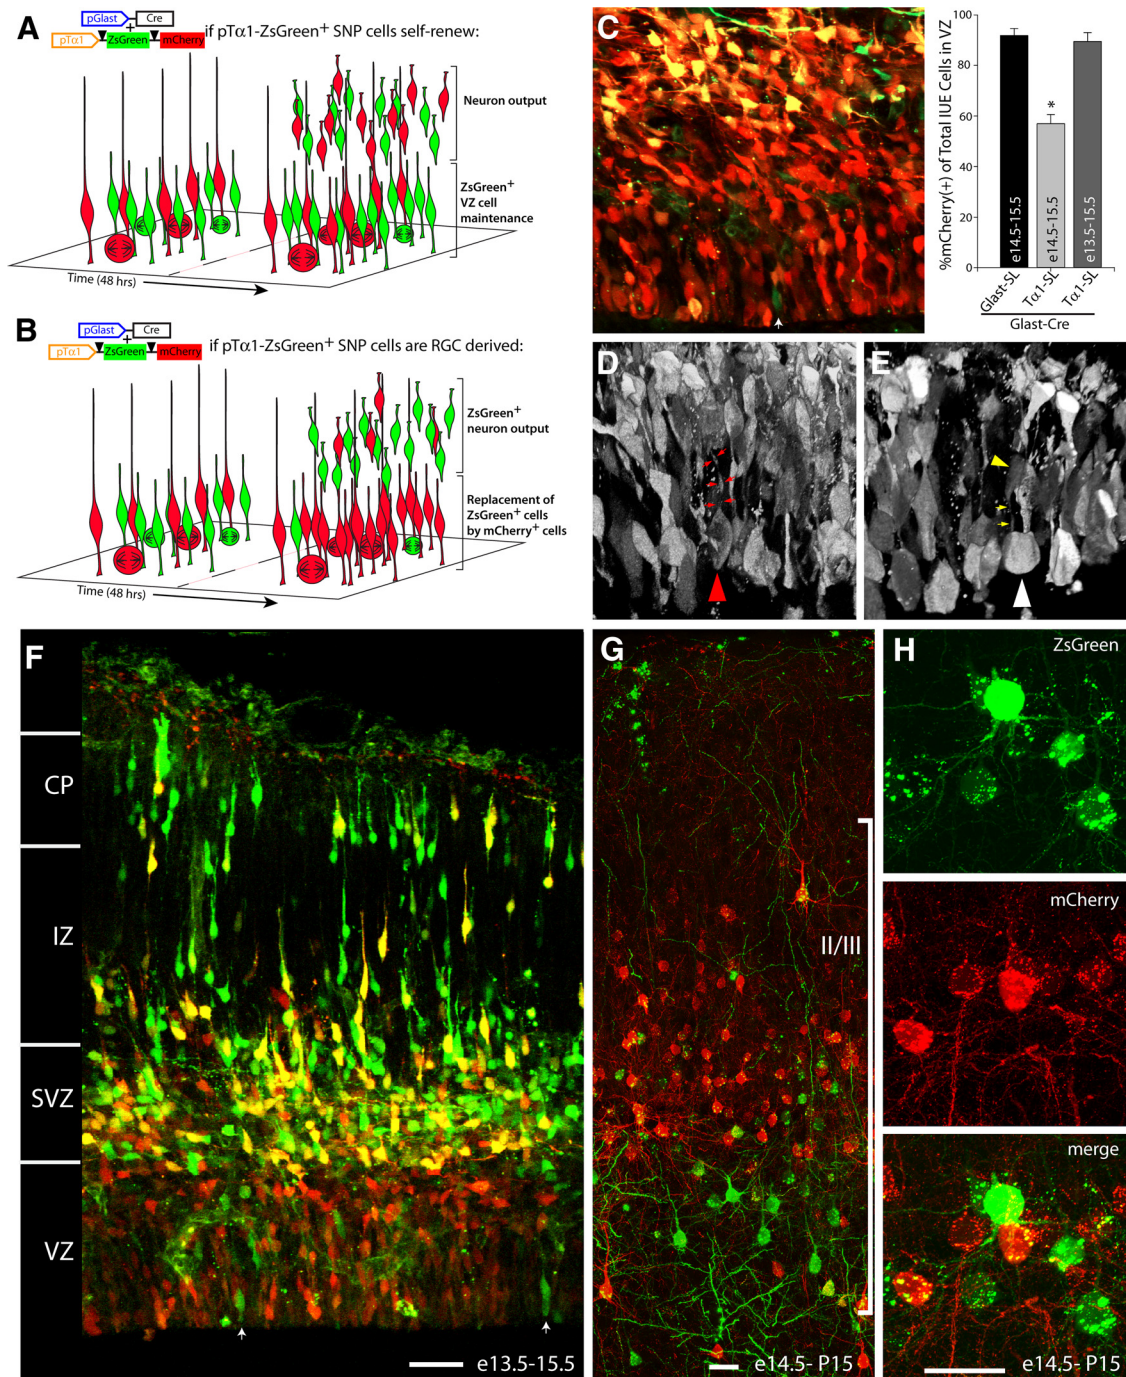 A
pGlast
Cre
+
pTα1
ZsGreen
mCherry
if pTα1-ZsGreen+ SNP cells self-renew:
Neuron output
ZsGreen+
VZ cell
maintenance
Time (48 hrs)
B
pGlast
Cre
+
pTα1
ZsGreen
mCherry
if pTα1-ZsGreen+ SNP cells are RGC derived:
ZsGreen+
neuron output
Replacement of
ZsGreen+ cells
by mCherry+ cells
Time (48 hrs)
C
%mCherry(+) of Total IUE Cells in VZ
100
80
60
40
20
0
*
e14.5-15.5
e14.5-15.5
e13.5-15.5
Glast-SL
Tα1-SL
Tα1-SL
Glast-Cre
D
E
F
CP
IZ
SVZ
VZ
e13.5-15.5
G
II/III
e14.5- P15
H
ZsGreen
mCherry
merge
e14.5- P15